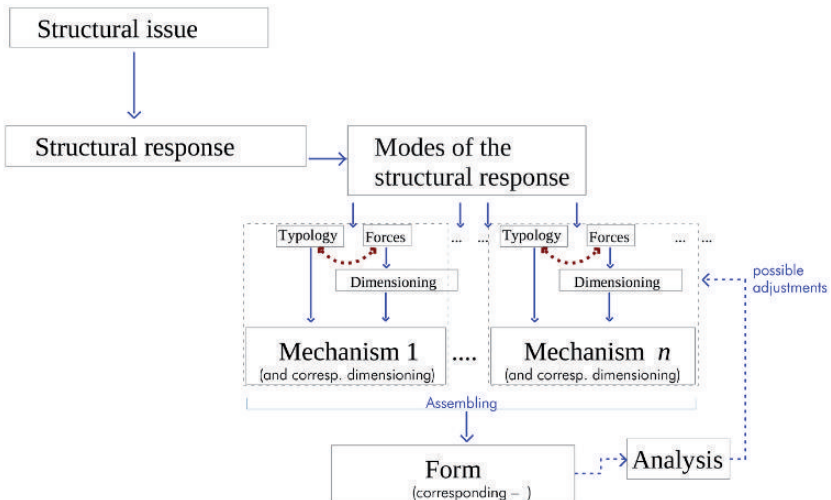 Structural issue
Structural response
Modes of the
structural response
Typology Forces ... ... Typology Forces ... ...
Dimensioning Dimensioning
possible
adjustments
Mechanism 1 .... Mechanism n
(and corresp. dimensioning) (and corresp. dimensioning)
Assembling
Form
(corresponding – )
Analysis